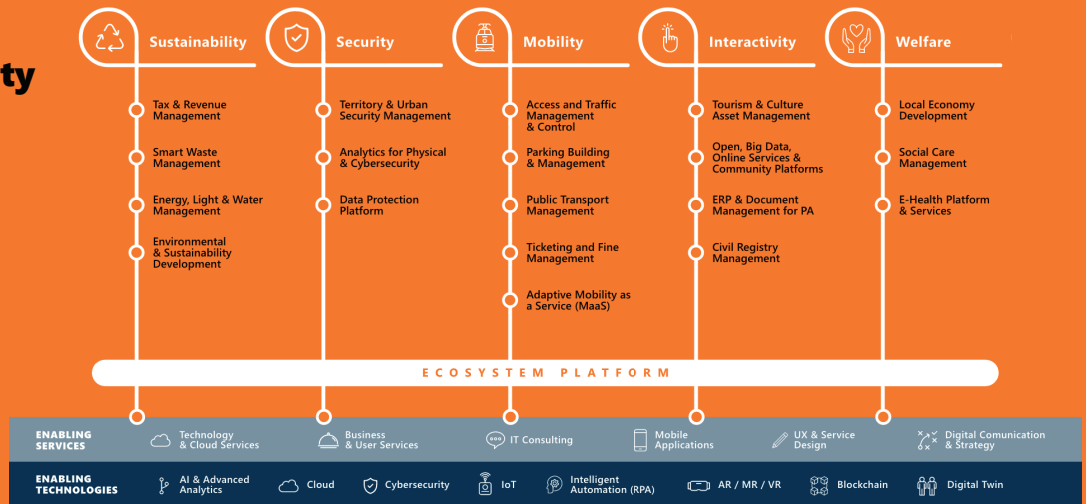 ty
Sustainability
Tax & Revenue
Management
Smart Waste
Management
Energy, Light & Water
Management
Environmental
& Sustainability
Development
Security
Territory & Urban
Security Management
Analytics for Physical
& Cybersecurity
Data Protection
Platform
Mobility
Access and Traffic
Management
& Control
Parking Building
& Management
Public Transport
Management
Ticketing and Fine
Management
Adaptive Mobility as
a Service (MaaS)
Interactivity
Tourism & Culture
Asset Management
Open, Big Data,
Online Services &
Community Platforms
ERP & Document
Management for PA
Civil Registry
Management
Welfare
Local Economy
Development
Social Care
Management
E-Health Platform
& Services
ECOSYSTEM PLATFORM
ENABLING
SERVICES
Technology
& Cloud Services
Business
& User Services
IT Consulting
Mobile
Applications
UX & Service
Design
Digital Comunication
& Strategy
ENABLING
TECHNOLOGIES
AI & Advanced
Analytics
Cloud
Cybersecurity
IoT
Intelligent
Automation (RPA)
AR / MR / VR
Blockchain
Digital Twin